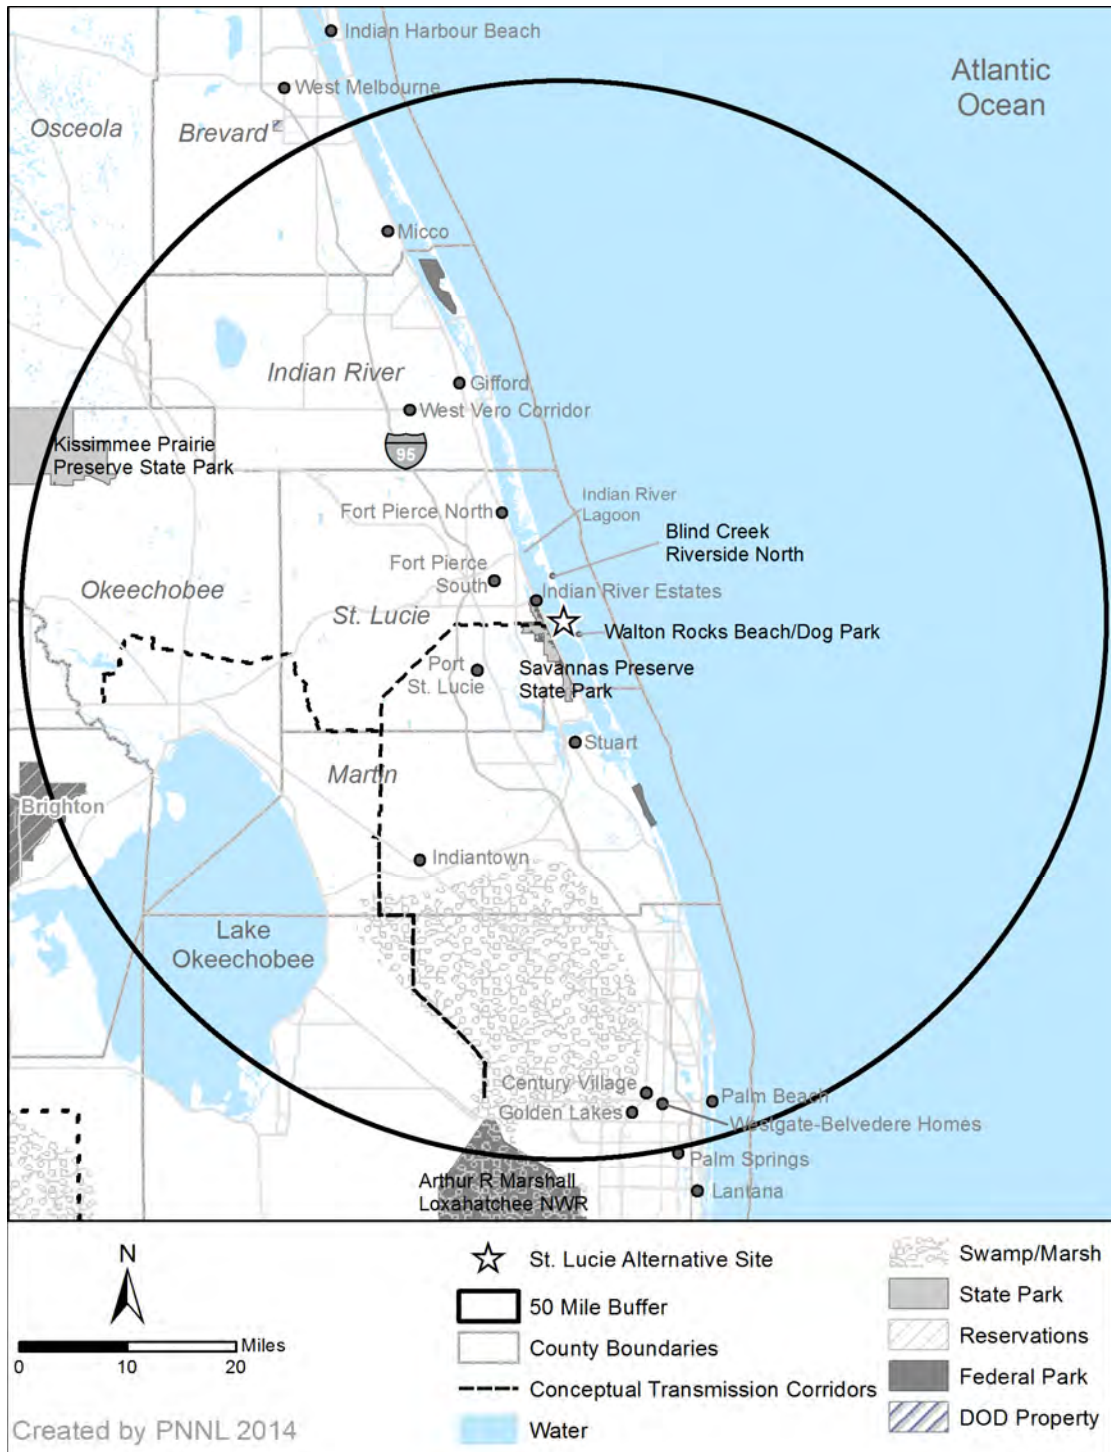 Indian Harbour Beach
Atlantic
Ocean
West Melbourne
Osceola
Brevard
Micco
Indian River
Gifford
West Vero Corridor
Kissimmee Prairie
Preserve State Park
95
Indian River
Lagoon
Fort Pierce North
Blind Creek
Riverside North
Fort Pierce
South
Okeechobee
Indian River Estates
St. Lucie
Walton Rocks Beach/Dog Park
Port
St. Lucie
Savannas Preserve
State Park
Stuart
Martin
Brighton
Indiantown
Lake
Okeechobee
Century Village
Palm Beach
Golden Lakes
Westgate-Belvedere Homes
Palm Springs
Arthur R Marshall
Loxahatchee NWR
Lantana
N
Miles
0 10 20
Created by PNNL 2014
St. Lucie Alternative Site
50 Mile Buffer
County Boundaries
Conceptual Transmission Corridors
Water
Swamp/Marsh
State Park
Reservations
Federal Park
DOD Property